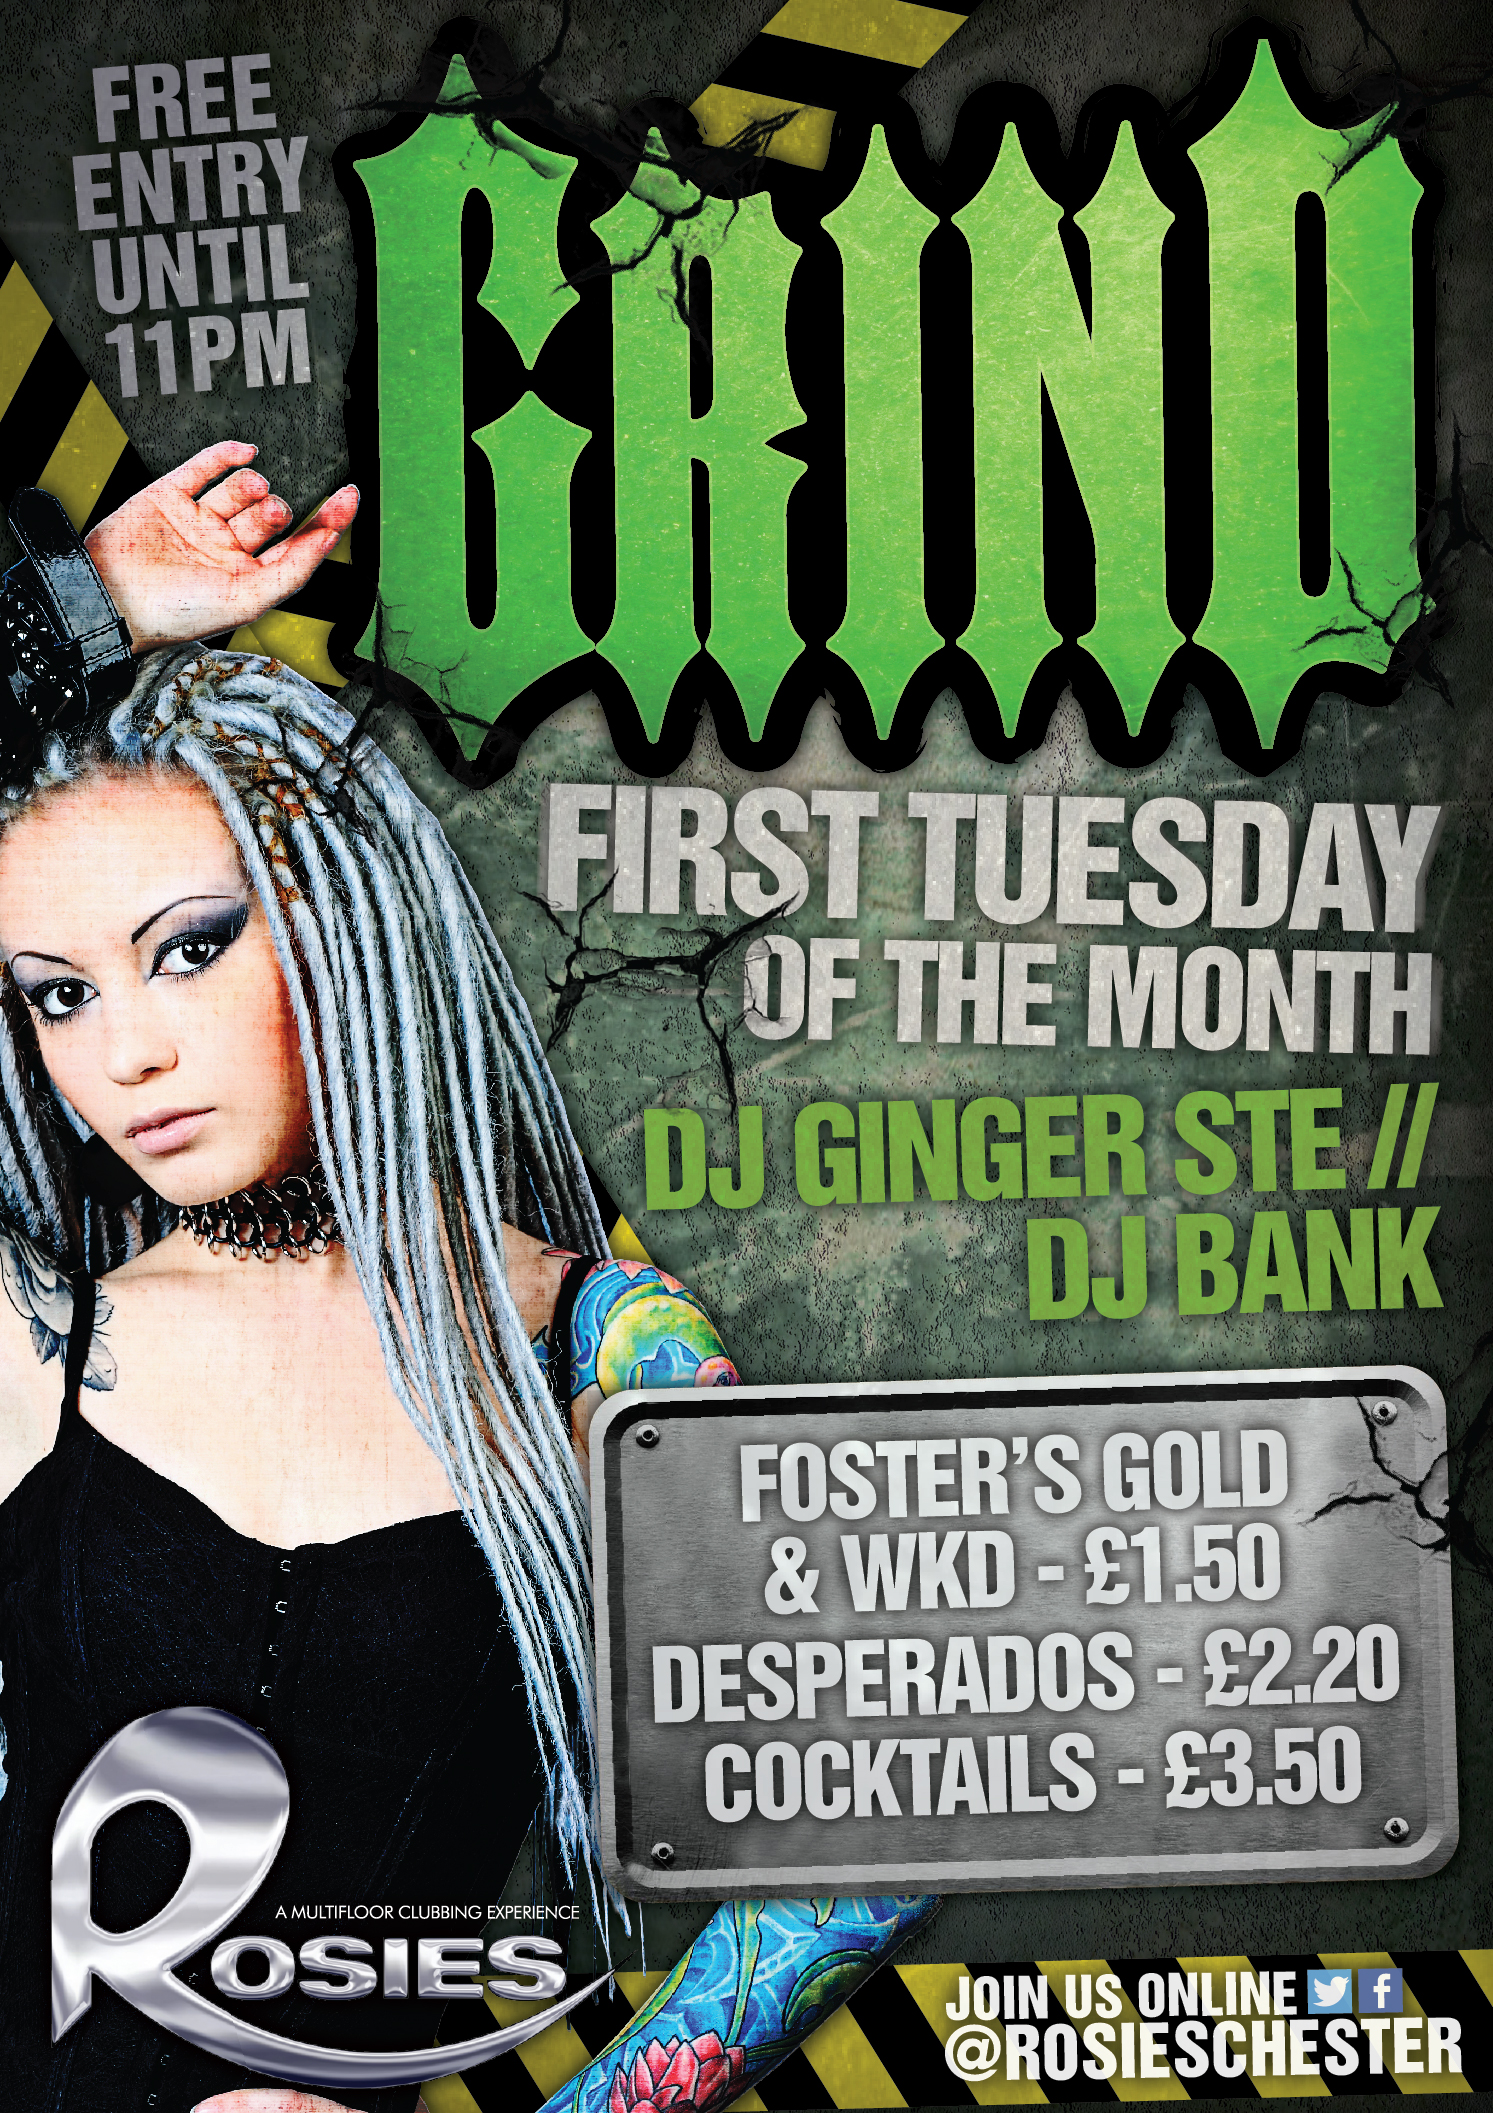 FREE
ENTRY
UNTIL
11PM
GRIND
FIRST TUESDAY
OF THE MONTH
DJ GINGER STE //
DJ BANK
FOSTER'S GOLD
& WKD - £1.50
DESPERADOS - £2.20
COCKTAILS - £3.50
A MULTIFLOOR CLUBBING EXPERIENCE
ROSIES
JOIN US ONLINE
@ROSIESCHESTER